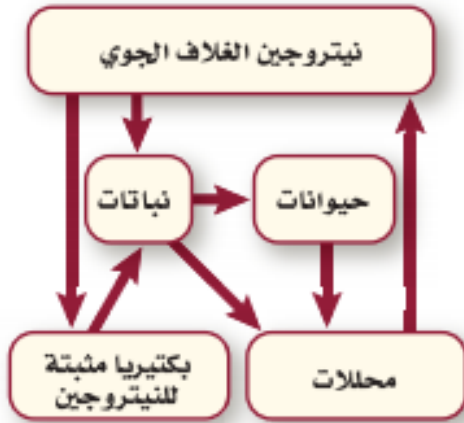 نيتروجين الغلاف الجوي
نباتات
حيوانات
بكتيريا مثبتة
للنيتروجين
محللات